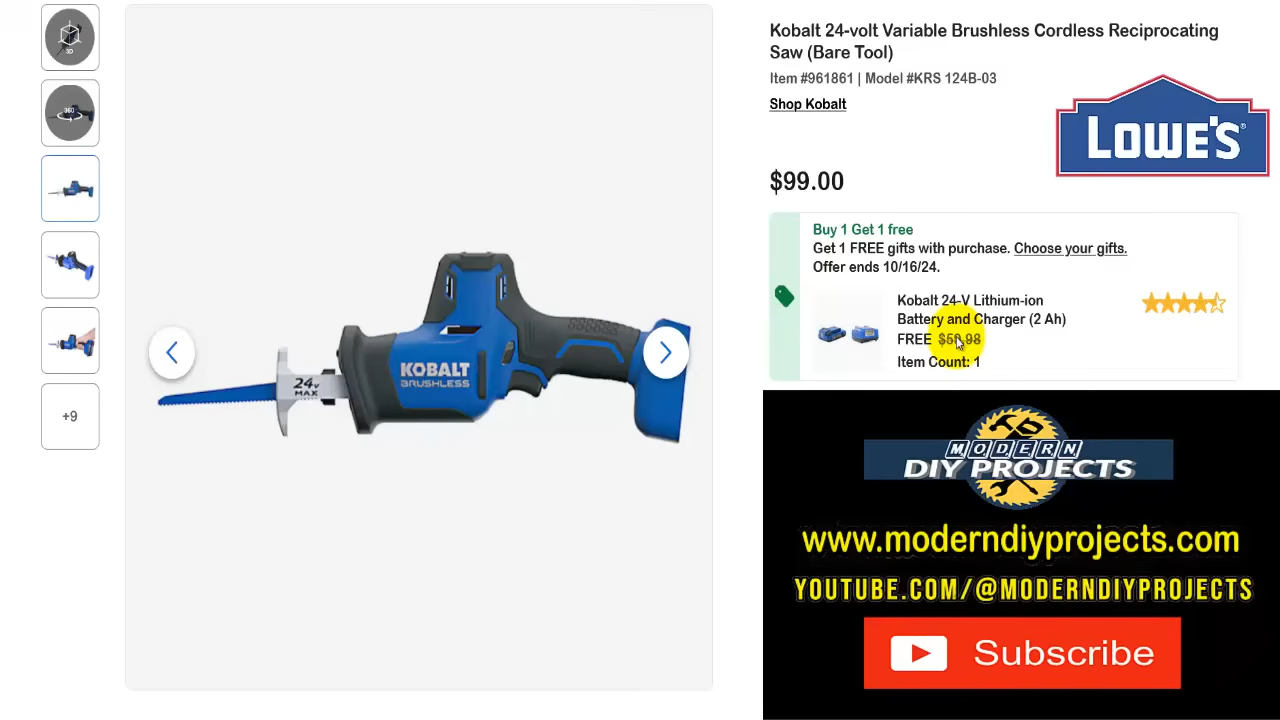 3D
360
+9
24V
MAX
KOBALT
BRUSHLESS
Kobalt 24-volt Variable Brushless Cordless Reciprocating
Saw (Bare Tool)
Item #961861 | Model #KRS 124B-03
Shop Kobalt
LOWE'S®
$99.00
Buy 1 Get 1 free
Get 1 FREE gifts with purchase. Choose your gifts.
Offer ends 10/16/24.
Kobalt 24-V Lithium-ion
Battery and Charger (2 Ah)
FREE
Item Count: 1
MODERN
DIY PROJECTS
www.moderndiyprojects.com
YOUTUBE.COM/@MODERNDIYPROJECTS
Subscribe